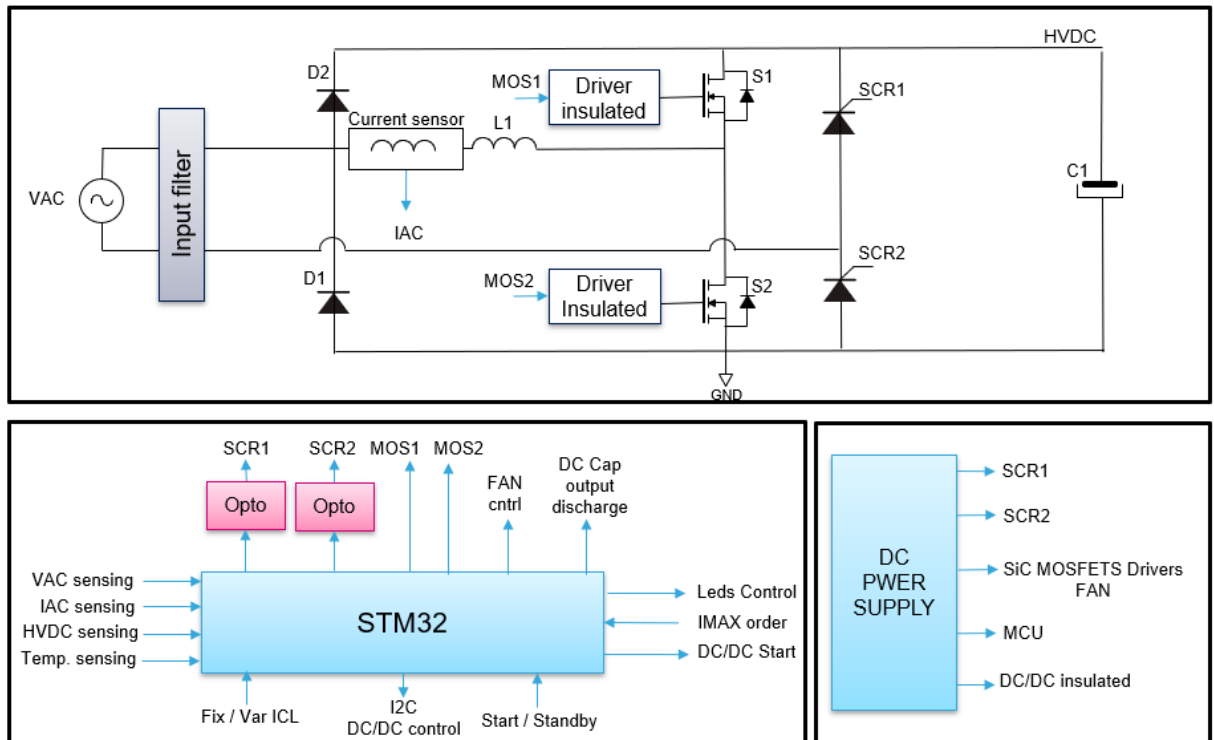 HVDC
D2
MOS1
Driver
insulated
S1
SCR1
Current sensor
L1
C1
VAC
Input filter
IAC
SCR2
D1
MOS2
Driver
Insulated
S2
GND
SCR1
SCR2
MOS1
MOS2
Opto
Opto
FAN
cntrl
DC Cap
output
discharge
VAC sensing
IAC sensing
HVDC sensing
Temp. sensing
STM32
Leds Control
IMAX order
DC/DC Start
Fix / Var ICL
I2C
DC/DC control
Start / Standby
DC
PWER
SUPPLY
SCR1
SCR2
SiC MOSFETS Drivers
FAN
MCU
DC/DC insulated